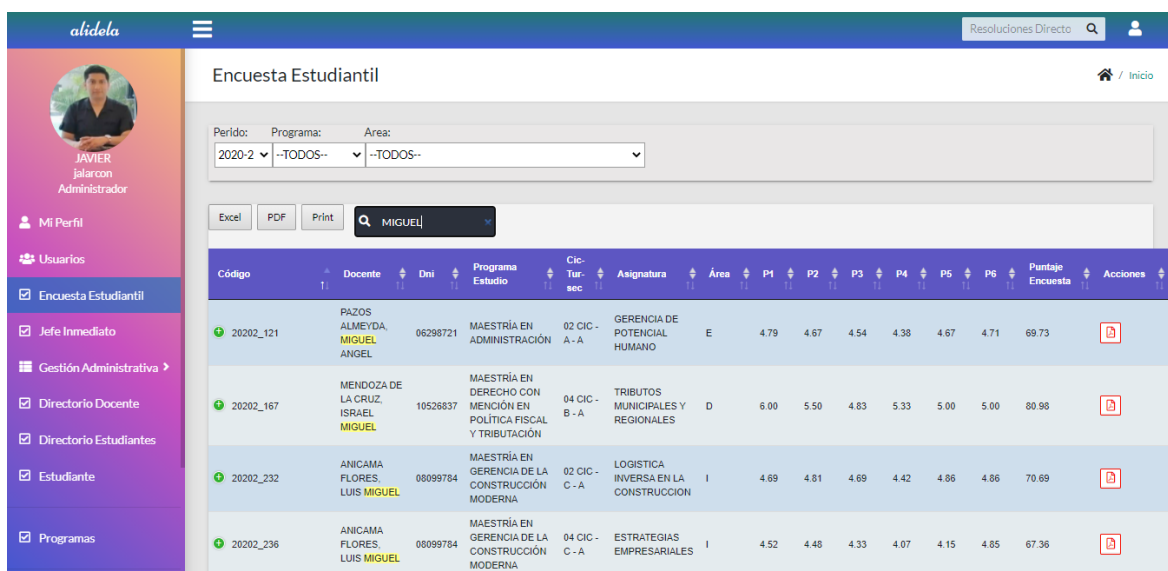 alidela
Resoluciones Directo
JAVIER
jalarcon
Administrador
Mi Perfil
Usuarios
Encuesta Estudiantil
Jefe Inmediato
Gestión Administrativa
Directorio Docente
Directorio Estudiantes
Estudiante
Programas
Encuesta Estudiantil
/ Inicio
Perido: Programa: Area:
2020-2 --TODOS-- --TODOS--
Excel PDF Print MIGUEL
Código Docente Dni Programa Estudio Cic-Tur-sec Asignatura Área P1 P2 P3 P4 P5 P6 Puntaje Encuesta Acciones
20202_121 PAZOS ALMEYDA, MIGUEL ANGEL 06298721 MAESTRÍA EN ADMINISTRACIÓN 02 CIC - A - A GERENCIA DE POTENCIAL HUMANO E 4.79 4.67 4.54 4.38 4.67 4.71 69.73
20202_167 MENDOZA DE LA CRUZ, ISRAEL MIGUEL 10526837 MAESTRÍA EN DERECHO CON MENCIÓN EN POLÍTICA FISCAL Y TRIBUTACIÓN 04 CIC - B - A TRIBUTOS MUNICIPALES Y REGIONALES D 6.00 5.50 4.83 5.33 5.00 5.00 80.98
20202_232 ANICAMA FLORES, LUIS MIGUEL 08099784 MAESTRÍA EN GERENCIA DE LA CONSTRUCCIÓN MODERNA 02 CIC - C - A LOGISTICA INVERSA EN LA CONSTRUCCION I 4.69 4.81 4.69 4.42 4.86 4.86 70.69
20202_236 ANICAMA FLORES, LUIS MIGUEL 08099784 MAESTRÍA EN GERENCIA DE LA CONSTRUCCIÓN MODERNA 04 CIC - C - A ESTRATEGIAS EMPRESARIALES I 4.52 4.48 4.33 4.07 4.15 4.85 67.36